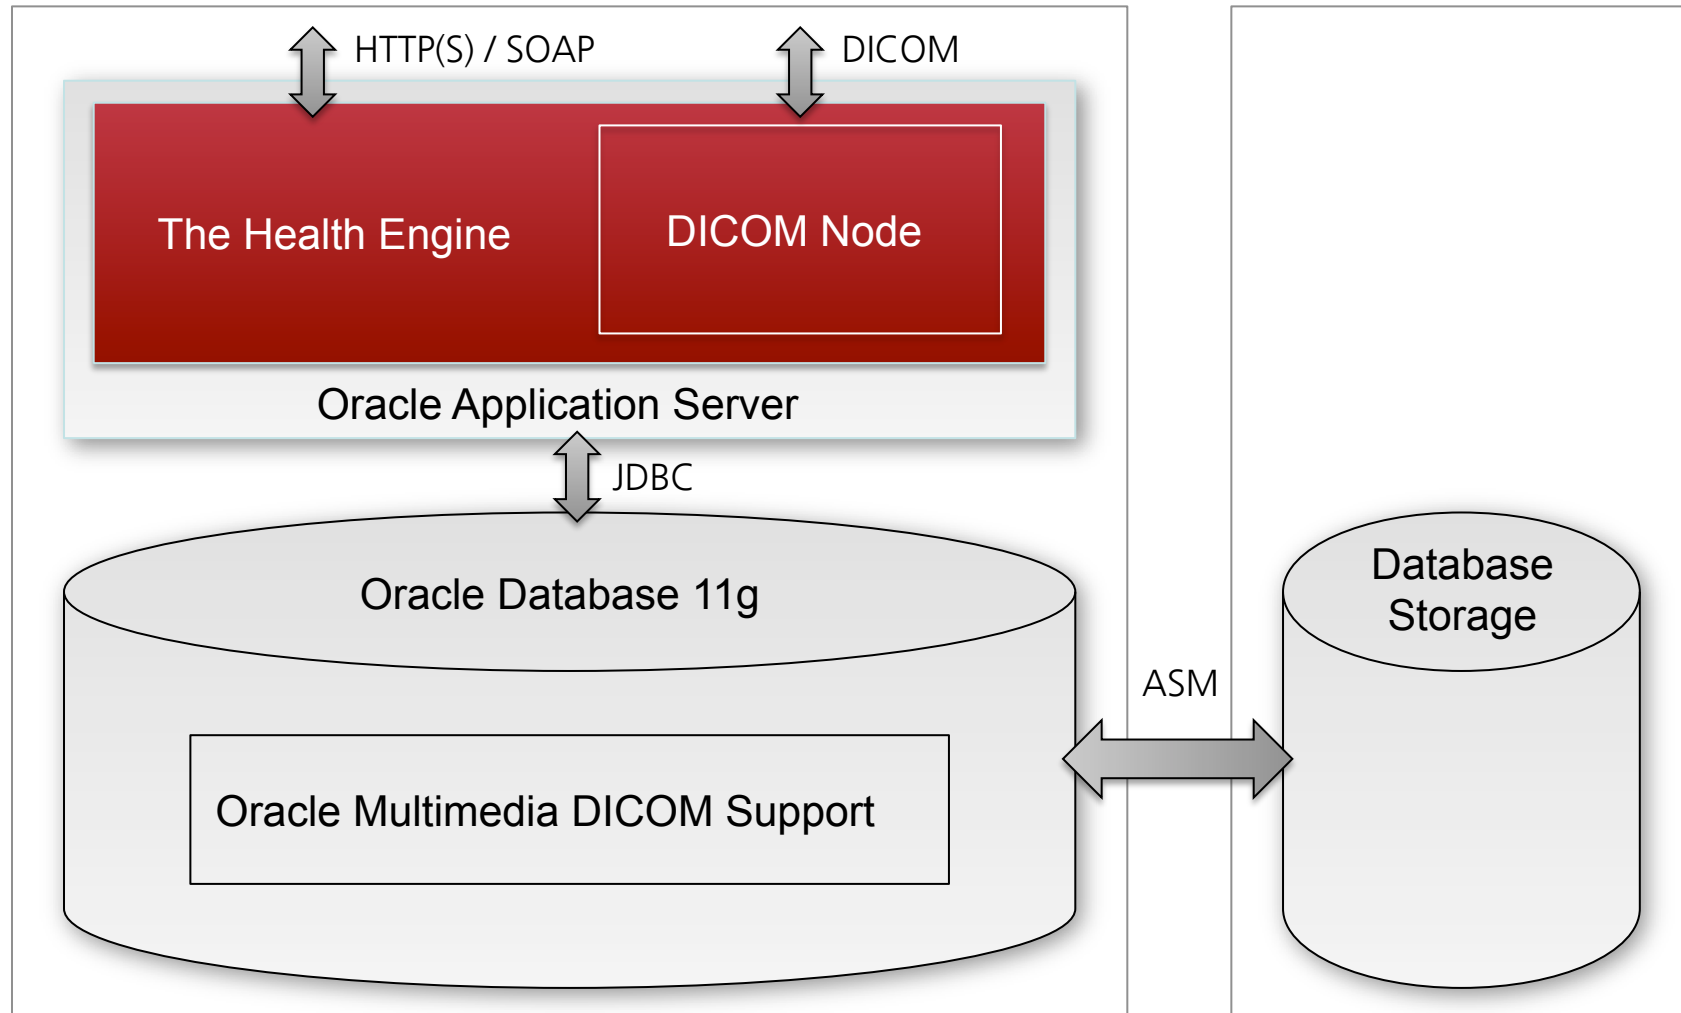 HTTP(S) / SOAP
DICOM
The Health Engine
DICOM Node
Oracle Application Server
JDBC
Oracle Database 11g
Database
Storage
ASM
Oracle Multimedia DICOM Support